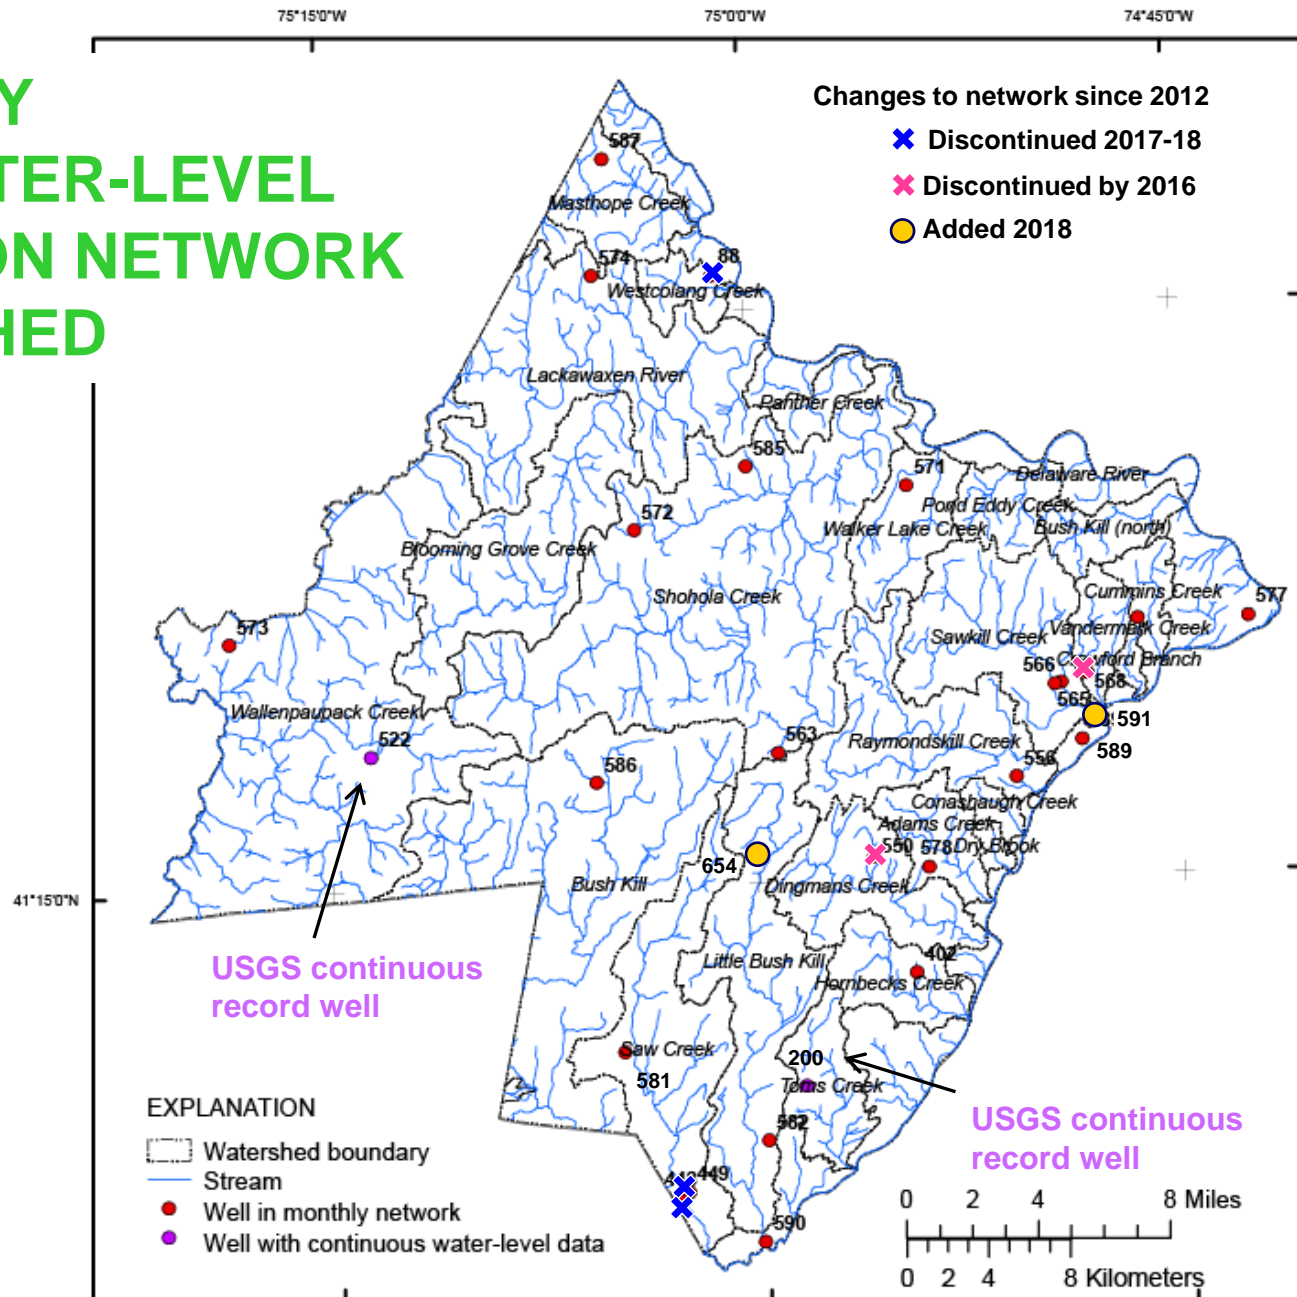 75°15'0"W
75°0'0"W
74°45'0"W
Y
TER-LEVEL
ON NETWORK
HED
Changes to network since 2012
Discontinued 2017-18
Discontinued by 2016
Added 2018
587
Masthope Creek
574
88
Westcolang Creek
Lackawaxen River
Panther Creek
585
571
Delaware River
Pond Eddy Creek
572
Walker Lake Creek
Bush Kill (north)
Blooming Grove Creek
Shohola Creek
Cummins Creek
577
573
Sawkill Creek
Vandermark Creek
566
Crawford Branch
568
565
Wallenpaupack Creek
591
522
563
Raymondskill Creek
589
586
556
Conashaugh Creek
Adams Creek
550
578
Dry Brook
654
Bush Kill
Dingmans Creek
41°15'0"N
USGS continuous
record well
Little Bush Kill
402
Hornbecks Creek
Saw Creek
200
581
Toms Creek
EXPLANATION
USGS continuous
record well
582
Watershed boundary
Stream
449
Well in monthly network
590
Well with continuous water-level data
0 2 4 8 Miles
0 2 4 8 Kilometers